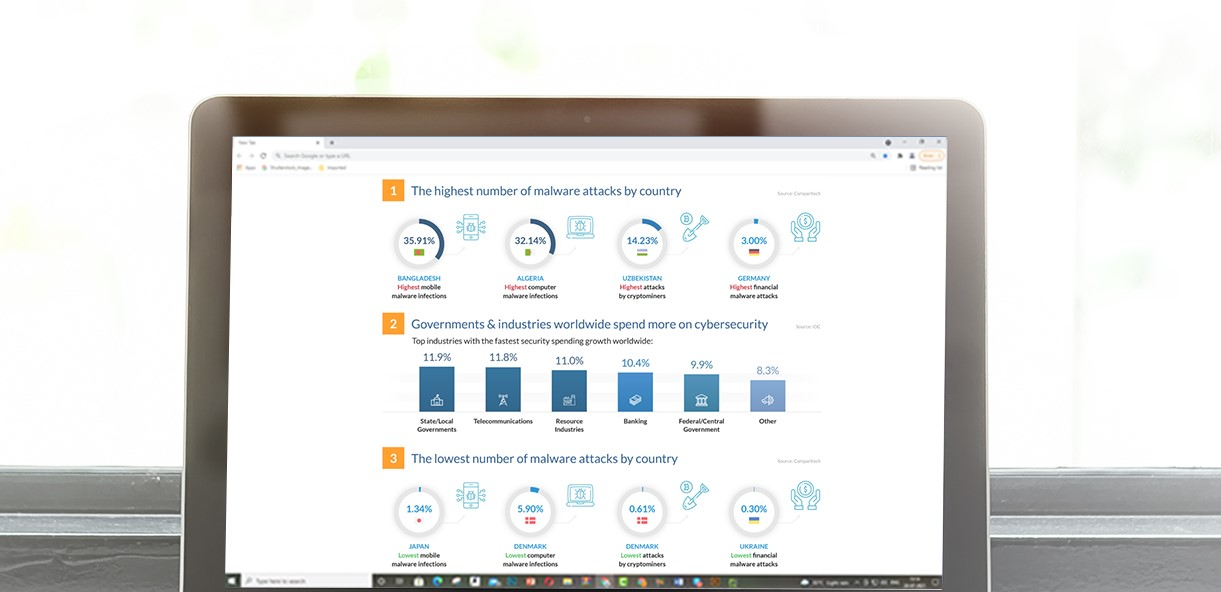 New Tab
Search Google or type a URL
Apps
Imported
Reading list
1 The highest number of malware attacks by country
Source: Comparitech
35.91% 32.14% 14.23% 3.00%
BANGLADESH ALGERIA UZBEKISTAN GERMANY
Highest mobile Highest computer Highest attacks Highest financial
malware infections malware infections by cryptominers malware attacks
2 Governments & industries worldwide spend more on cybersecurity
Source: IDC
Top industries with the fastest security spending growth worldwide:
11.9% 11.8% 11.0% 10.4% 9.9% 8.3%
State/Local Telecommunications Resource Banking Federal/Central Other
Governments Industries Government
3 The lowest number of malware attacks by country
Source: Comparitech
1.34% 5.90% 0.61% 0.30%
JAPAN DENMARK DENMARK UKRAINE
Lowest mobile Lowest computer Lowest attacks Lowest financial
malware infections malware infections by cryptominers malware attacks
Type here to search